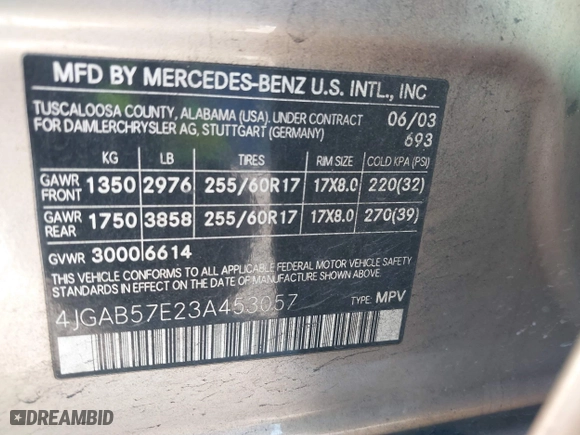 MFD BY MERCEDES-BENZ U.S. INTL., INC
TUSCALOOSA COUNTY, ALABAMA (USA). UNDER CONTRACT 06/03
FOR DAIMLERCHRYSLER AG, STUTTGART (GERMANY) 693
KG LB TIRES RIM SIZE COLD KPA (PSI)
GAWR FRONT 1350 2976 255/60R17 17X8.0 220(32)
GAWR REAR 1750 3858 255/60R17 17X8.0 270(39)
GVWR 3000 6614
THIS VEHICLE CONFORMS TO ALL APPLICABLE FEDERAL MOTOR VEHICLE SAFETY
STANDARDS IN EFFECT ON THE DATE OF MANUFACTURE SHOWN ABOVE.
4JGAB57E23A453057 TYPE: MPV
DREAMBID